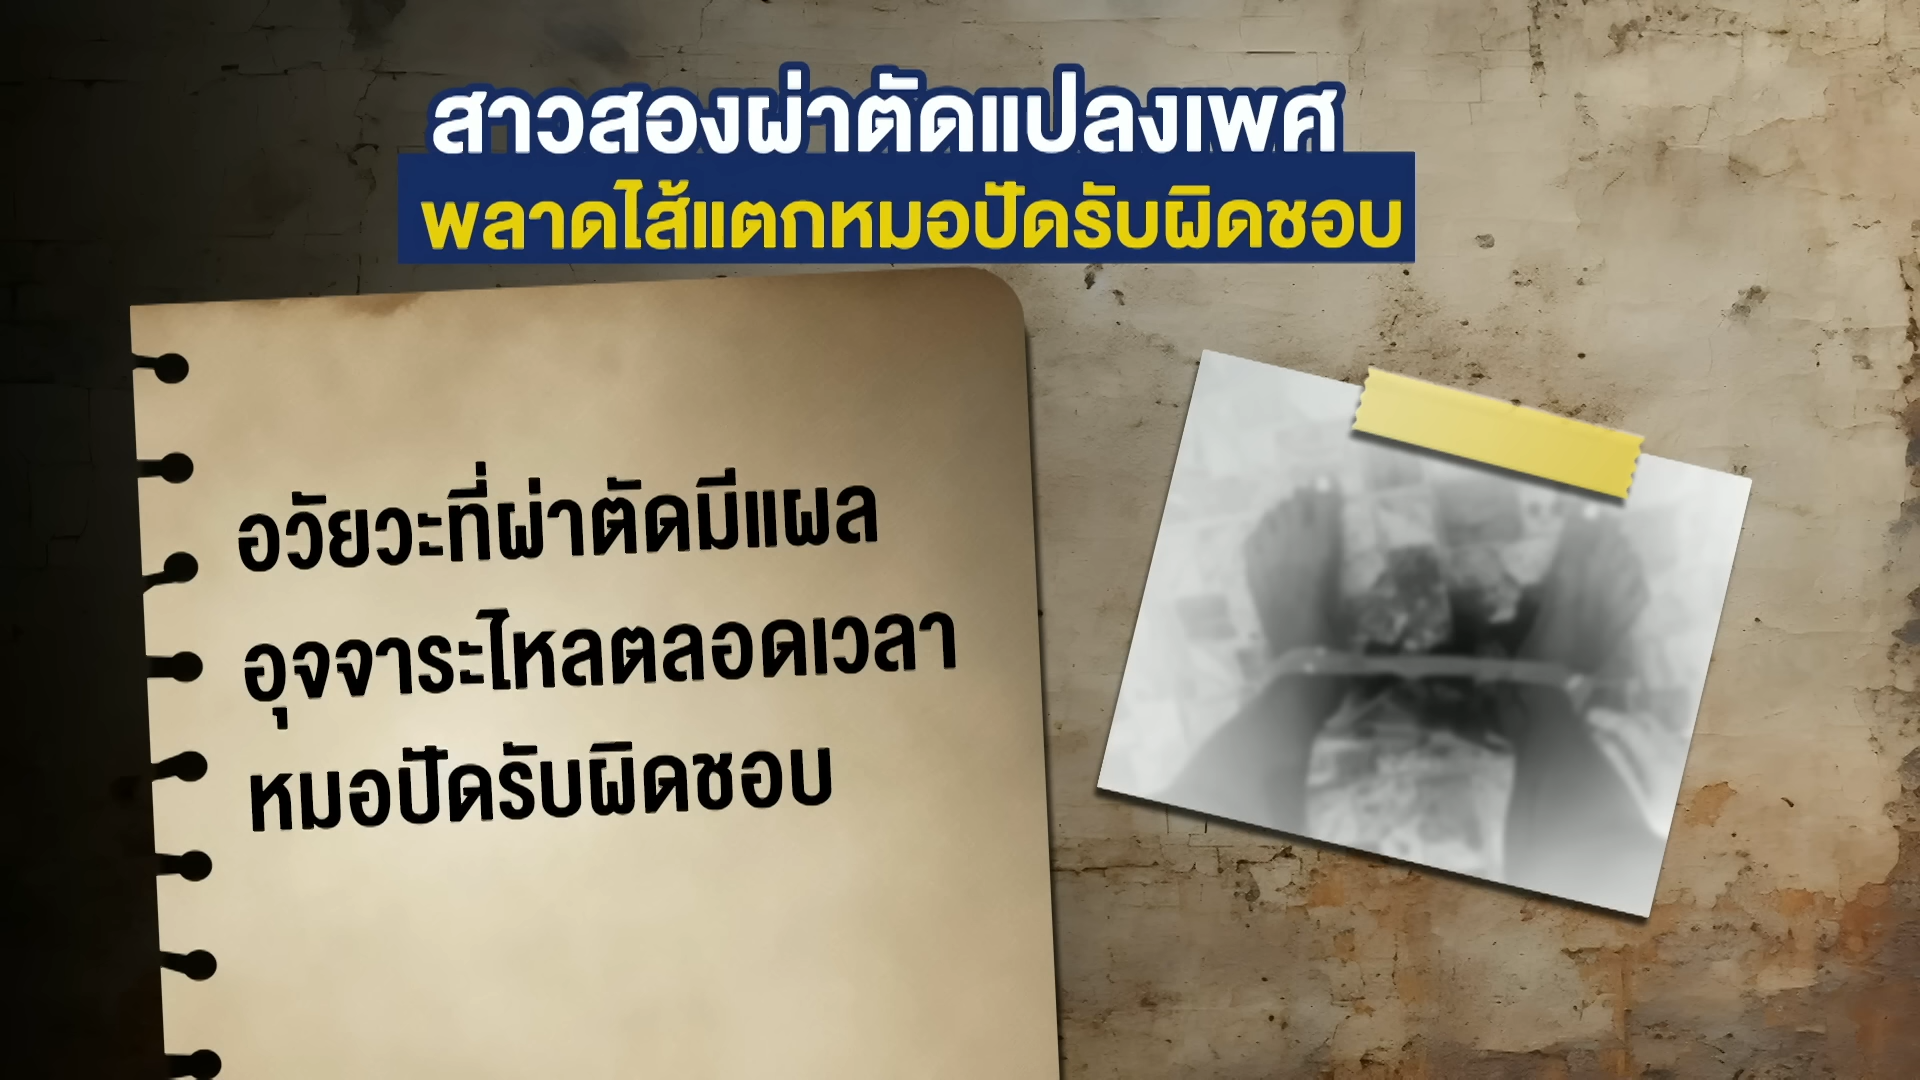 สาวสองผ่าตัดแปลงเพศ
พลาดไส้แตกหมอปัดรับผิดชอบ
อวัยวะที่ผ่าตัดมีแผล
อุจจาระไหลตลอดเวลา
หมอปัดรับผิดชอบ